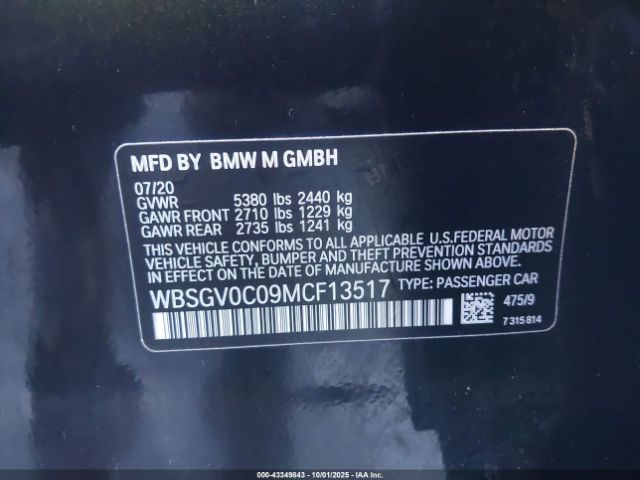 MFD BY BMW M GMBH
07/20
GVWR 5380 lbs 2440 kg
GAWR FRONT 2710 lbs 1229 kg
GAWR REAR 2735 lbs 1241 kg
THIS VEHICLE CONFORMS TO ALL APPLICABLE U.S.FEDERAL MOTOR
VEHICLE SAFETY, BUMPER AND THEFT PREVENTION STANDARDS
IN EFFECT ON THE DATE OF MANUFACTURE SHOWN ABOVE.
WBSGV0C09MCF13517 TYPE: PASSENGER CAR
475/9
7315814
000-43349843 - 10/01/2025 - IAA Inc.